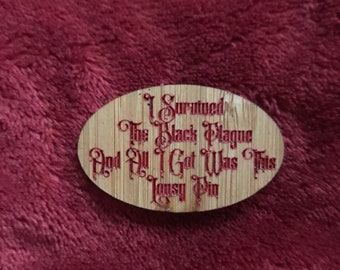 I Survived
The Black Plague
And All I Got Was This
Lousy Pin